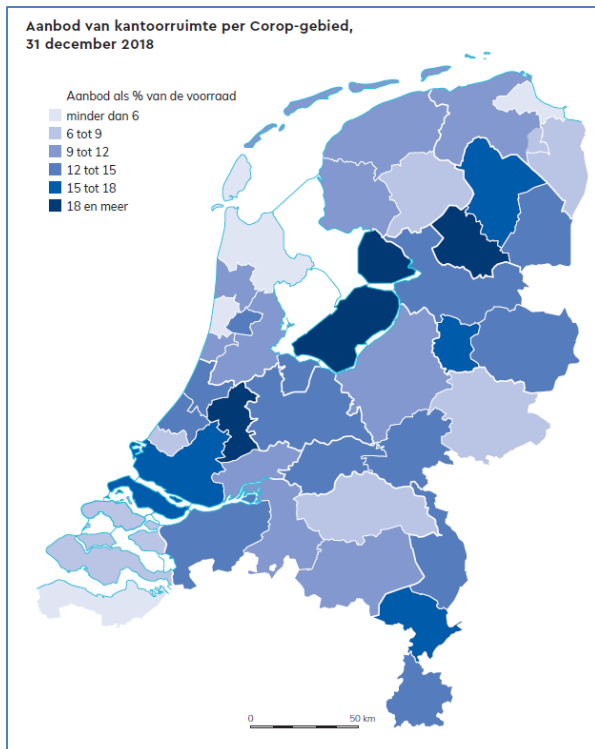 Aanbod van kantoorruimte per Corop-gebied,
31 december 2018
Aanbod als % van de voorraad
minder dan 6
6 tot 9
9 tot 12
12 tot 15
15 tot 18
18 en meer
0 50 km